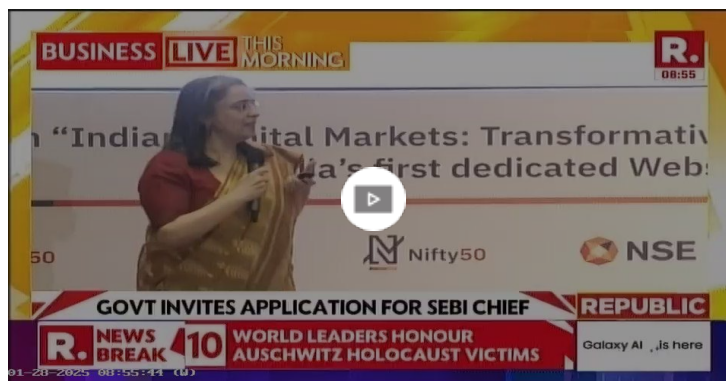 BUSINESS LIVE THIS MORNING
R.
08:55
"Indian Capital Markets: Transformativ
India's first dedicated Webs
50
Nifty50
NSE
GOVT INVITES APPLICATION FOR SEBI CHIEF
REPUBLIC
R. NEWS BREAK
10
WORLD LEADERS HONOUR
AUSCHWITZ HOLOCAUST VICTIMS
Galaxy AI is here
01-28-2025 08:55:44 (W)